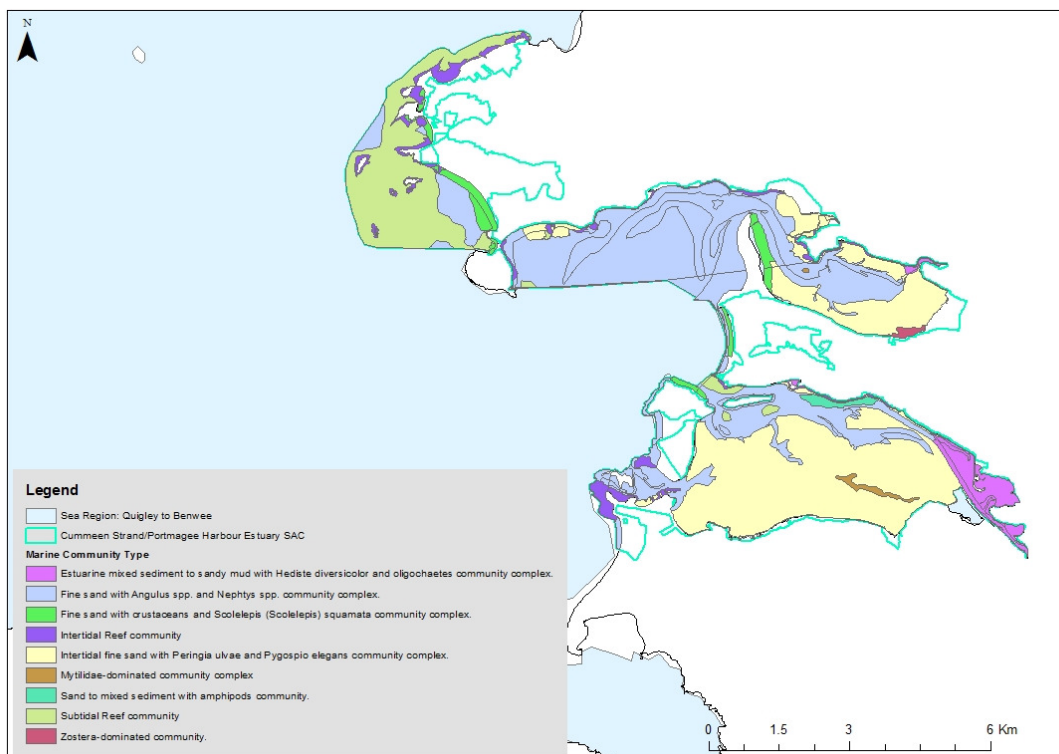 N
Legend
Sea Region: Quigley to Benwee
Cummeen Strand/Portmagee Harbour Estuary SAC
Marine Community Type
Estuarine mixed sediment to sandy mud with Hediste diversicolor and oligochaetes community complex.
Fine sand with Angulus spp. and Nephtys spp. community complex.
Fine sand with crustaceans and Scolelepis (Scolelepis) squamata community complex.
Intertidal Reef community
Intertidal fine sand with Peringia ulvae and Pygospio elegans community complex.
Mytilidae-dominated community complex
Sand to mixed sediment with amphipods community.
Subtidal Reef community
Zostera-dominated community.
0 1.5 3 6 Km